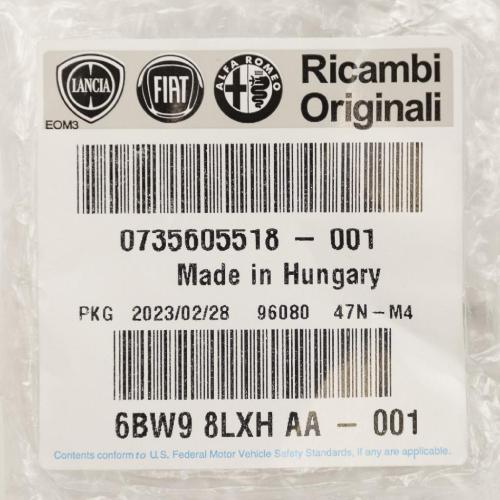 LANCIA FIAT ALFA ROMEO Ricambi
Originali
EOM3
0735605518 - 001
Made in Hungary
PKG 2023/02/28 96080 47N-M4
6BW9 8LXH AA - 001
Contents conform to U.S. Federal Motor Vehicle Safety Standards, if any are applicable.